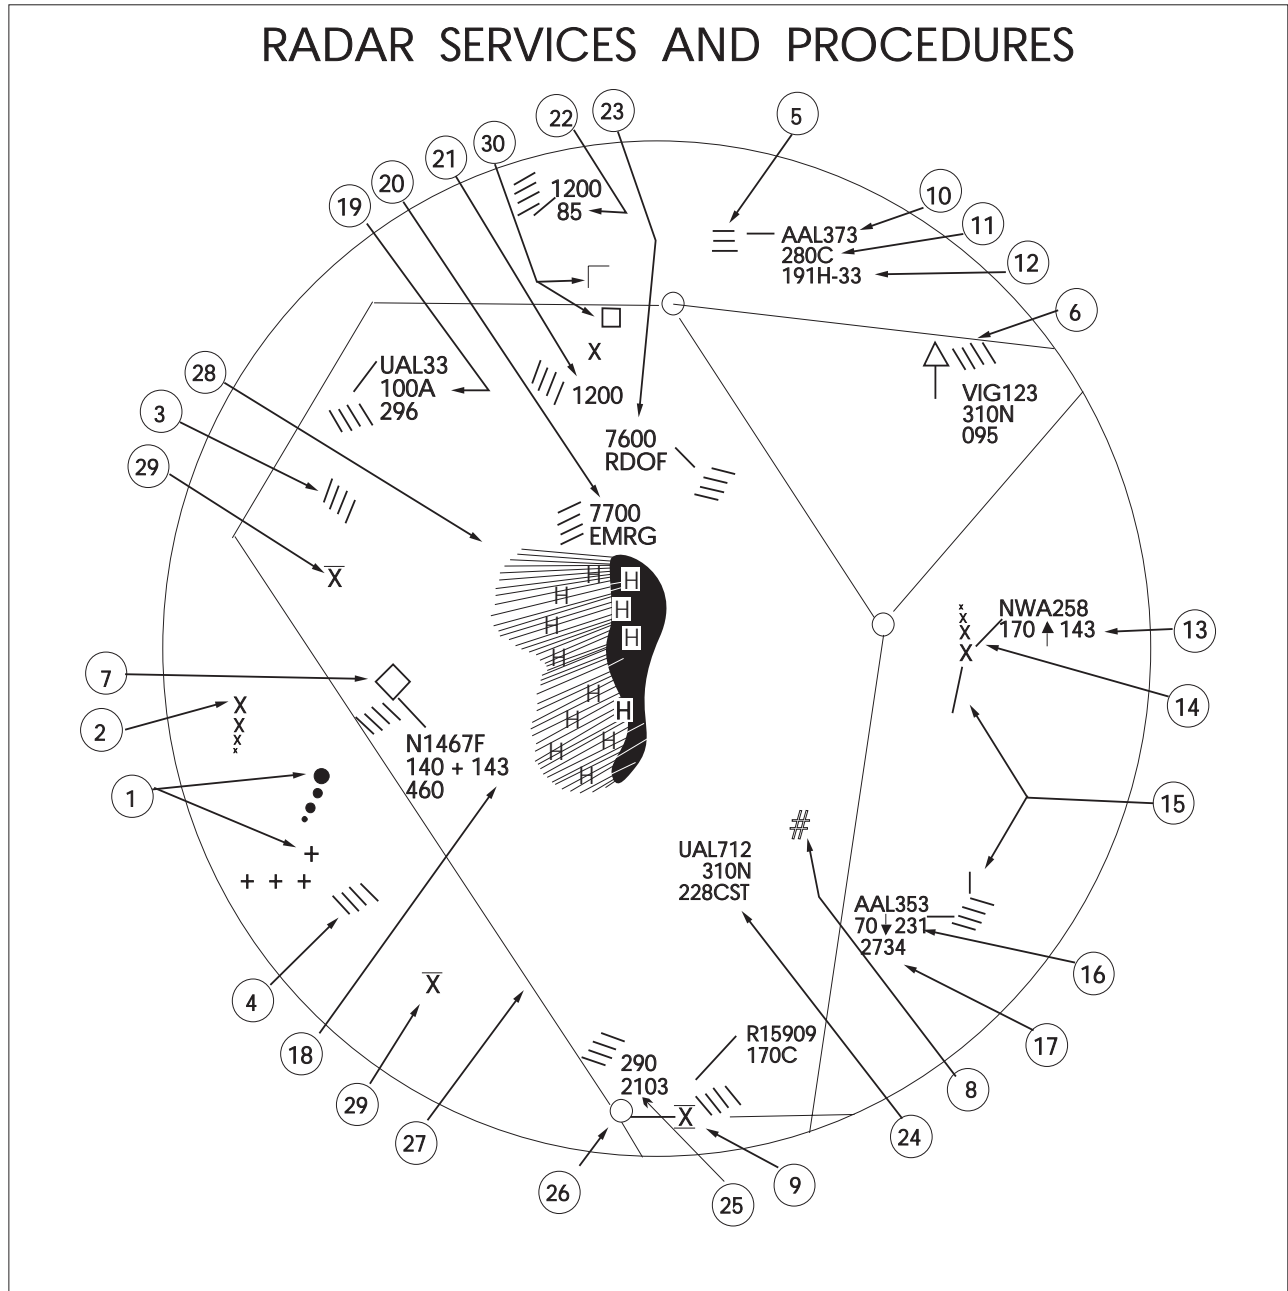 RADAR SERVICES AND PROCEDURES
23
5
22
30
21
20
19
1200
85
10
11
12
AAL373
280C
191H-33
6
X
UAL33
100A
296
28
1200
VIG123
310N
095
3
7600
RDOF
29
7700
EMRG
X
H
H
H
H
H
H
H
H
H
H
H
H
H
H
NWA258
170 143
13
x
x
X
X
7
2
X
X
x
x
14
N1467F
140 + 143
460
1
15
+
+ + +
#
UAL712
310N
228CST
AAL353
70 231
2734
16
4
X
18
R15909
170C
17
290
2103
29
8
27
X
24
26
9
25